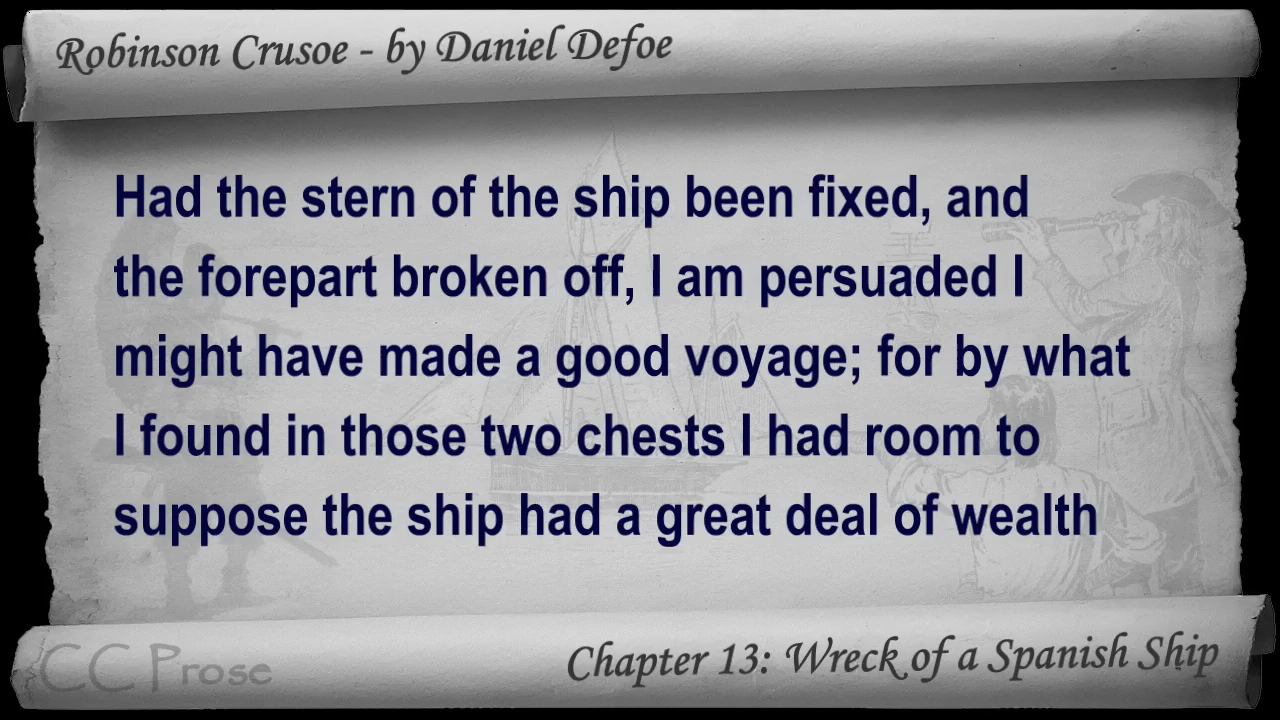 Robinson Crusoe - by Daniel Defoe
Had the stern of the ship been fixed, and
the forepart broken off, I am persuaded I
might have made a good voyage; for by what
I found in those two chests I had room to
suppose the ship had a great deal of wealth
CC Prose
Chapter 13: Wreck of a Spanish Ship